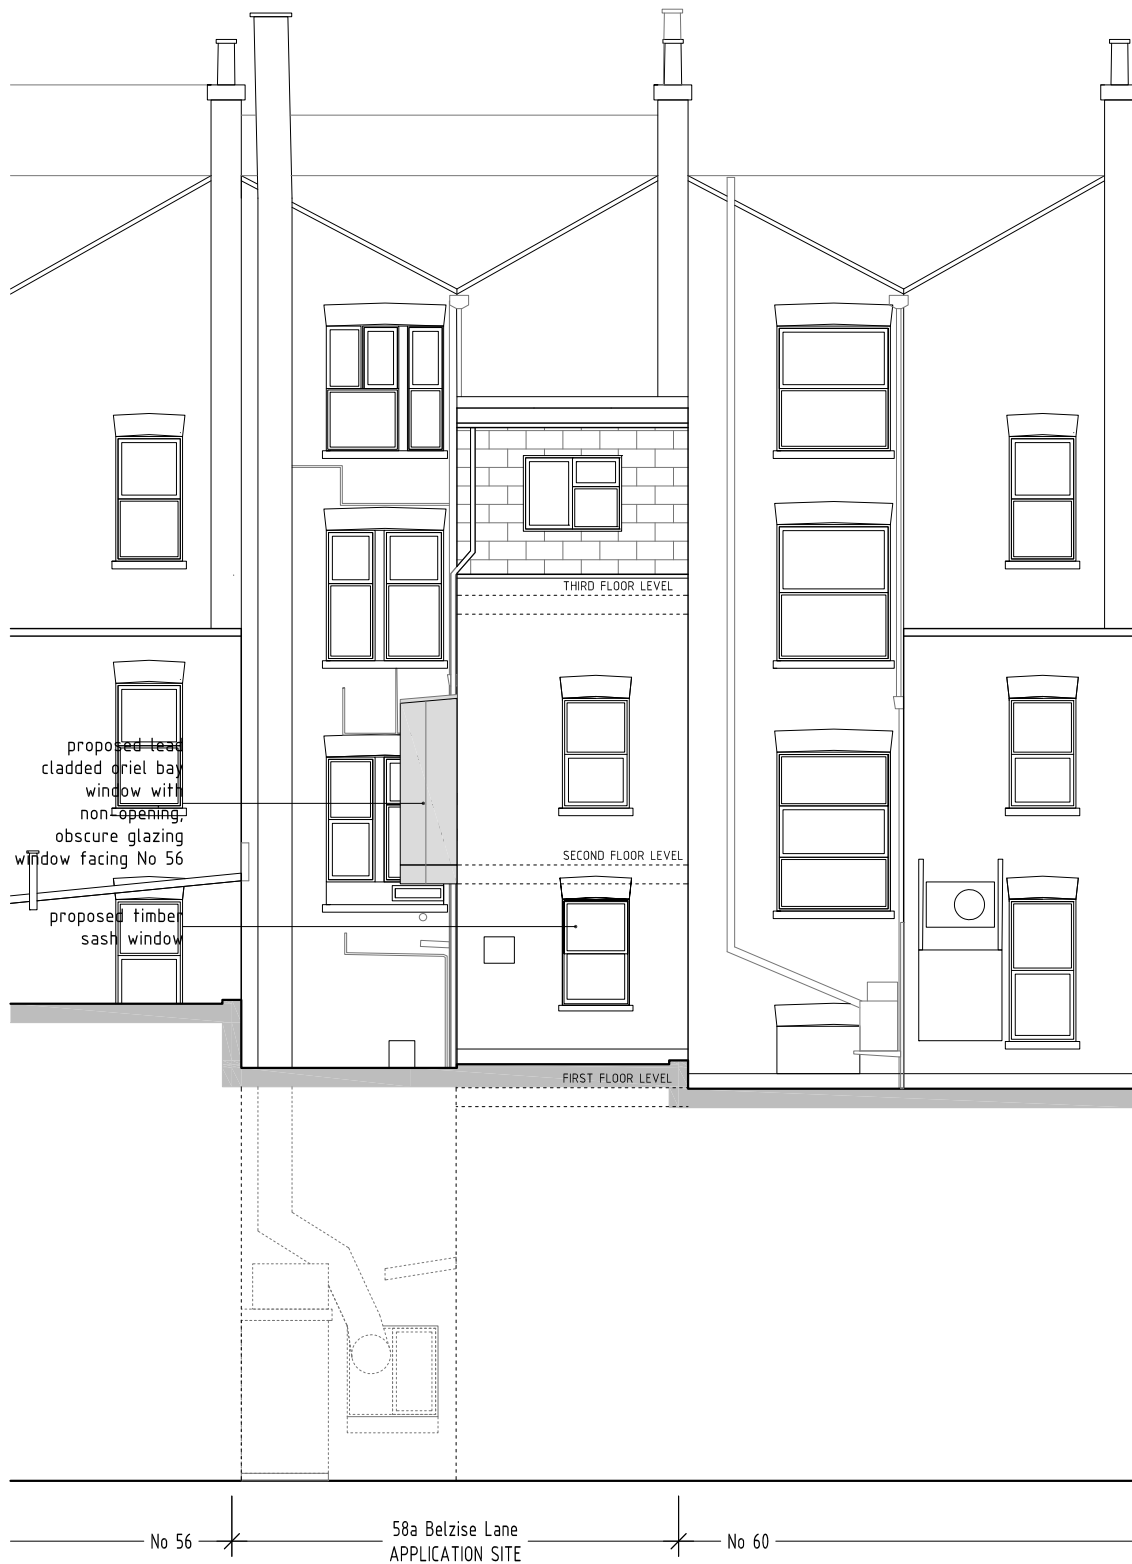 THIRD FLOOR LEVEL
proposed lead
cladded oriel bay
window with
non-opening,
obscure glazing
window facing No 56
SECOND FLOOR LEVEL
proposed timber
sash window
FIRST FLOOR LEVEL
No 56
58a Belzise Lane
APPLICATION SITE
No 60